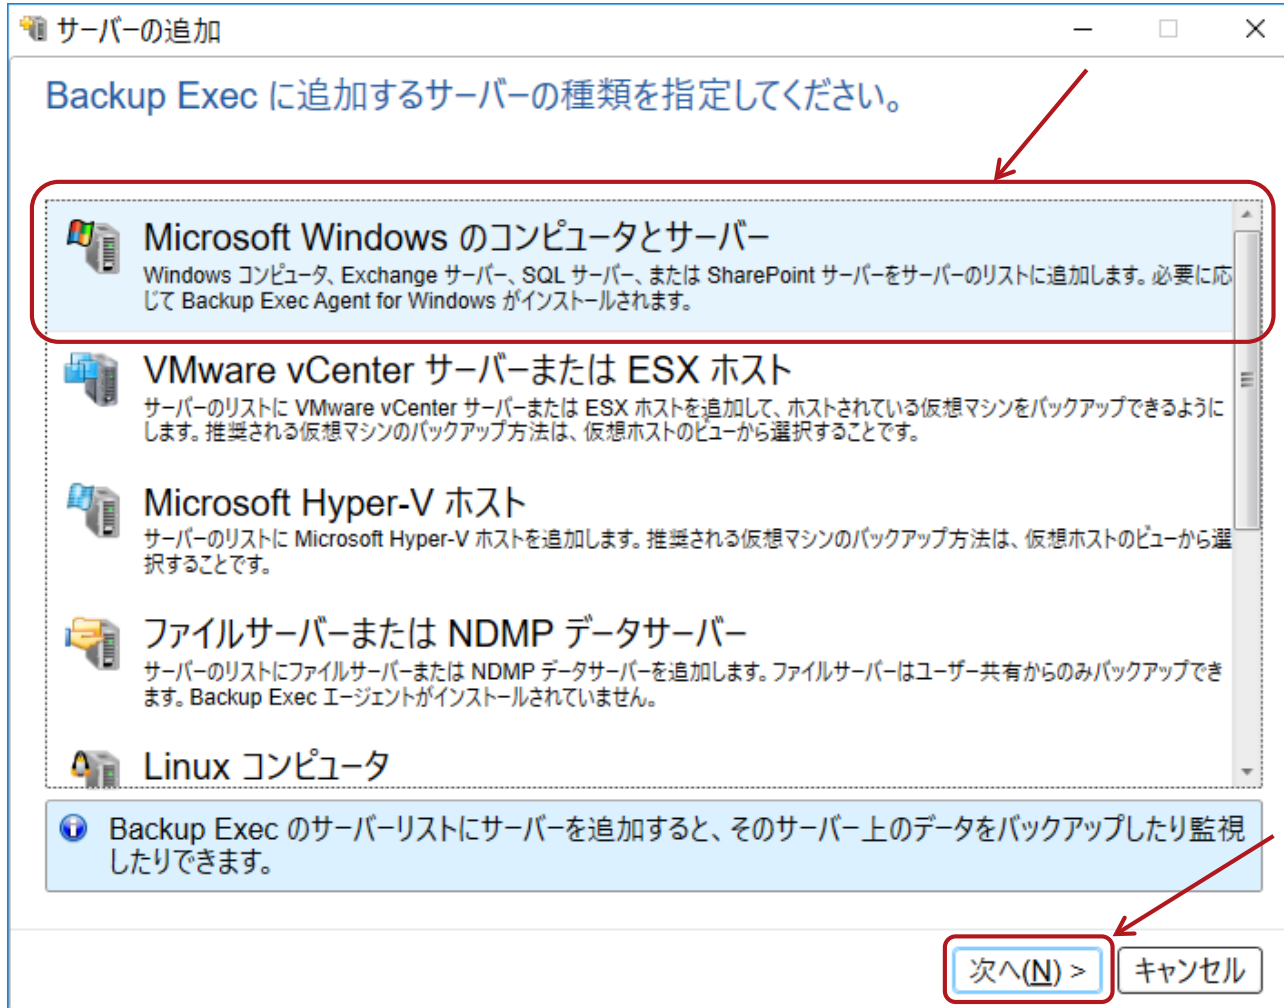 サーバーの追加
Backup Exec に追加するサーバーの種類を指定してください。
Microsoft Windows のコンピュータとサーバー
Windows コンピュータ、Exchange サーバー、SQL サーバー、または SharePoint サーバーをサーバーのリストに追加します。必要に応
じて Backup Exec Agent for Windows がインストールされます。
VMware vCenter サーバーまたは ESX ホスト
サーバーのリストに VMware vCenter サーバーまたは ESX ホストを追加して、ホストされている仮想マシンをバックアップできるように
します。推奨される仮想マシンのバックアップ方法は、仮想ホストのビューから選択することです。
Microsoft Hyper-V ホスト
サーバーのリストに Microsoft Hyper-V ホストを追加します。推奨される仮想マシンのバックアップ方法は、仮想ホストのビューから選
択することです。
ファイルサーバーまたは NDMP データサーバー
サーバーのリストにファイルサーバーまたは NDMP データサーバーを追加します。ファイルサーバーはユーザー共有からのみバックアップでき
ます。Backup Exec エージェントがインストールされていません。
Linux コンピュータ
Backup Exec のサーバーリストにサーバーを追加すると、そのサーバー上のデータをバックアップしたり監視
したりできます。
次へ(N) >
キャンセル